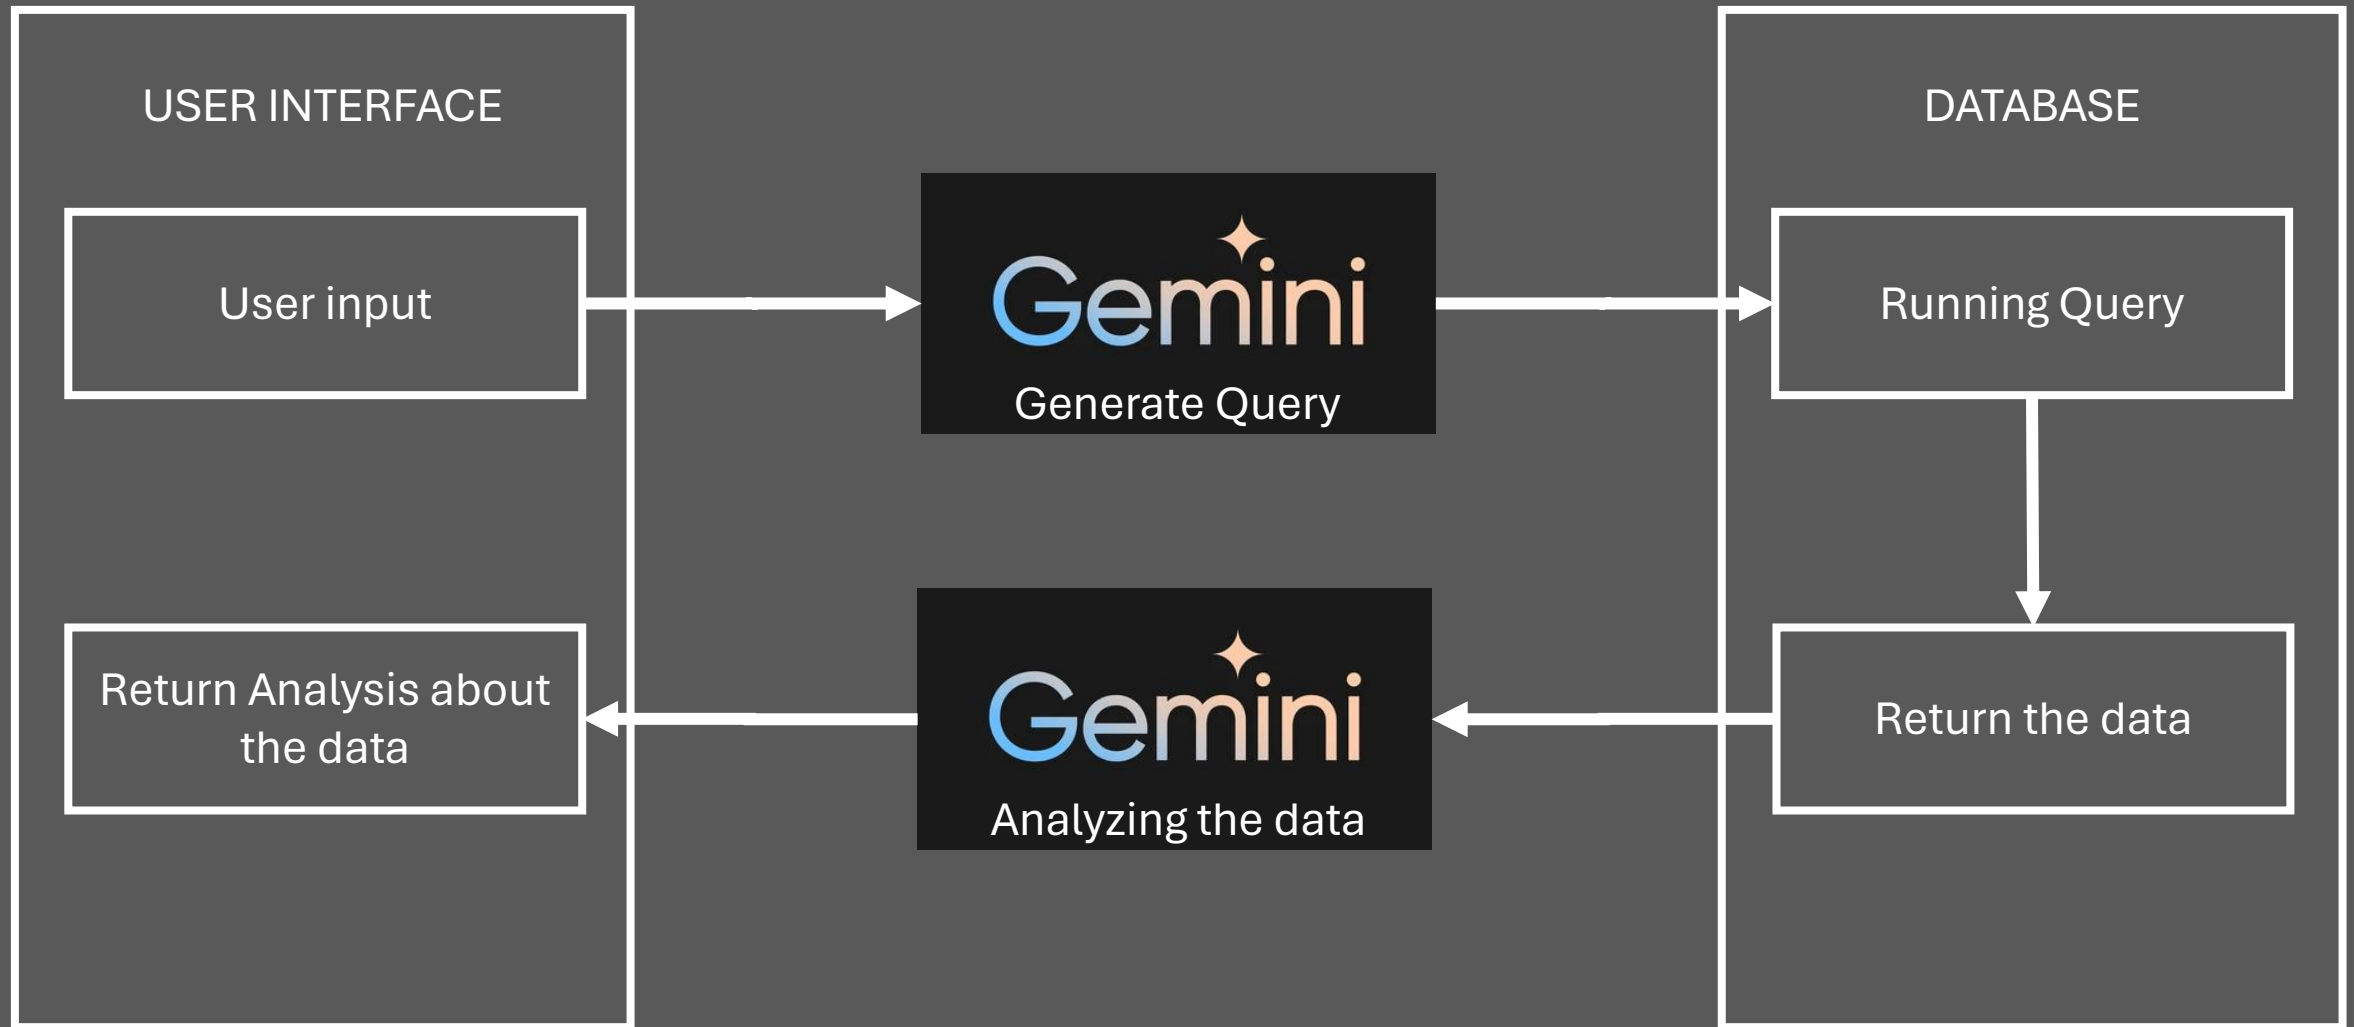 USER INTERFACE
DATABASE
User input
Gemini
Generate Query
Running Query
Return Analysis about
the data
Gemini
Analyzing the data
Return the data